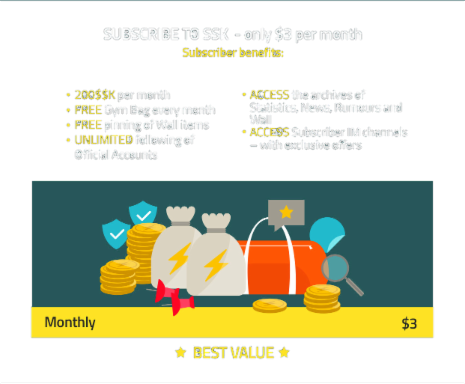 SUBSCRIBE TO SSK – only $3 per month
Subscriber benefits:
• 200$SK per month
• FREE Gym Bag every month
• FREE pinning of Wall items
• UNLIMITED following of
Official Accounts
• ACCESS the archives of
Statistics, News, Rumours and
Wall
• ACCESS Subscriber IM channels
– with exclusive offers
Monthly
$3
BEST VALUE